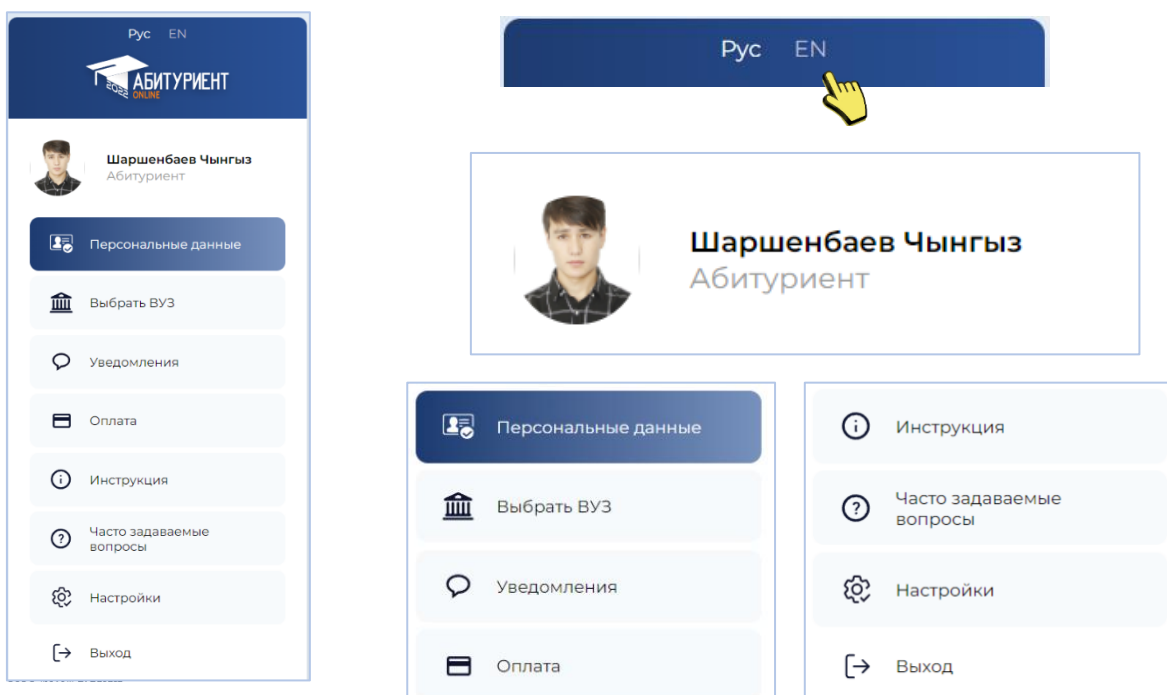 Рус EN
2022 АБИТУРИЕНТ
ONLINE
Шаршенбаев Чынгыз
Абитуриент
Персональные данные
Выбрать ВУЗ
Уведомления
Оплата
Инструкция
Часто задаваемые
вопросы
Настройки
Выход
Рус EN
Шаршенбаев Чынгыз
Абитуриент
Персональные данные
Выбрать ВУЗ
Уведомления
Оплата
Инструкция
Часто задаваемые
вопросы
Настройки
Выход